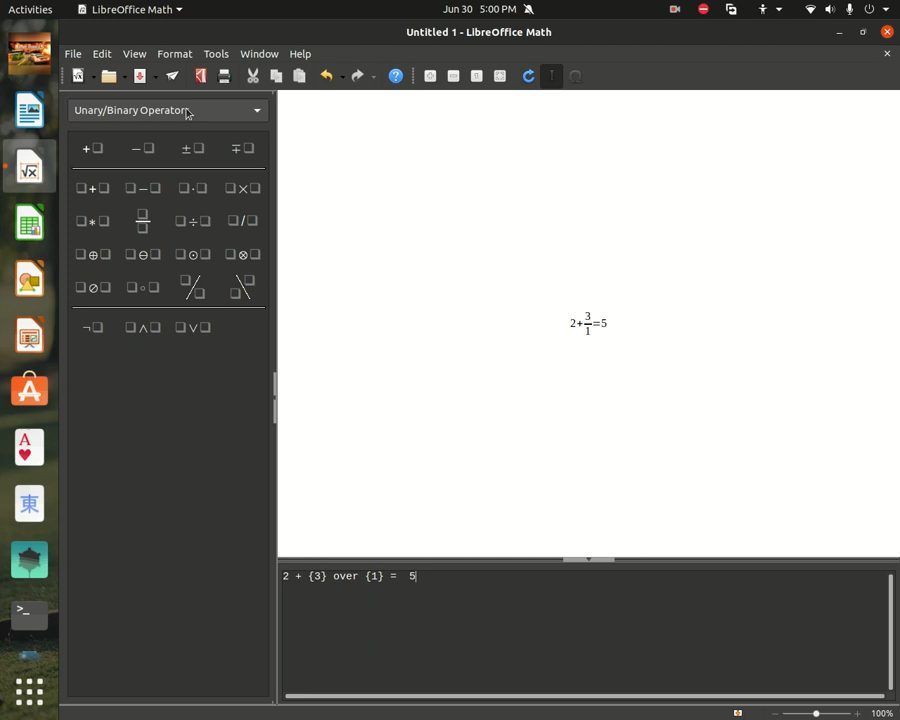 Activities LibreOffice Math Jun 30 5:00 PM
Untitled 1 - LibreOffice Math
File Edit View Format Tools Window Help
Unary/Binary Operators
+□ −□ ±□ ∓□
□+□ □−□ □·□ □×□
□∗□ □/□ □÷□ □/□
□⊕□ □⊖□ □⊙□ □⊗□
□⊘□ □∘□ □/□ □\□
¬□ □∧□ □∨□
2+3/1=5
2 + {3} over {1} =  5
100%